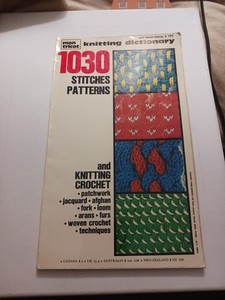 mon tricot
knitting dictionary
1030
STITCHES
PATTERNS
and
KNITTING
CROCHET
• patchwork
• jacquard • afghan
• fork • loom
• arans • furs
• woven crochet
• techniques